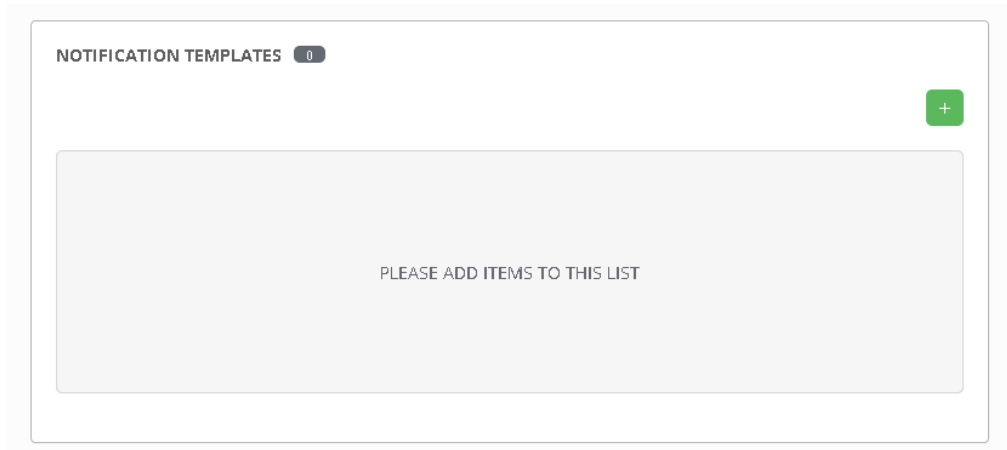 NOTIFICATION TEMPLATES 0
+
PLEASE ADD ITEMS TO THIS LIST